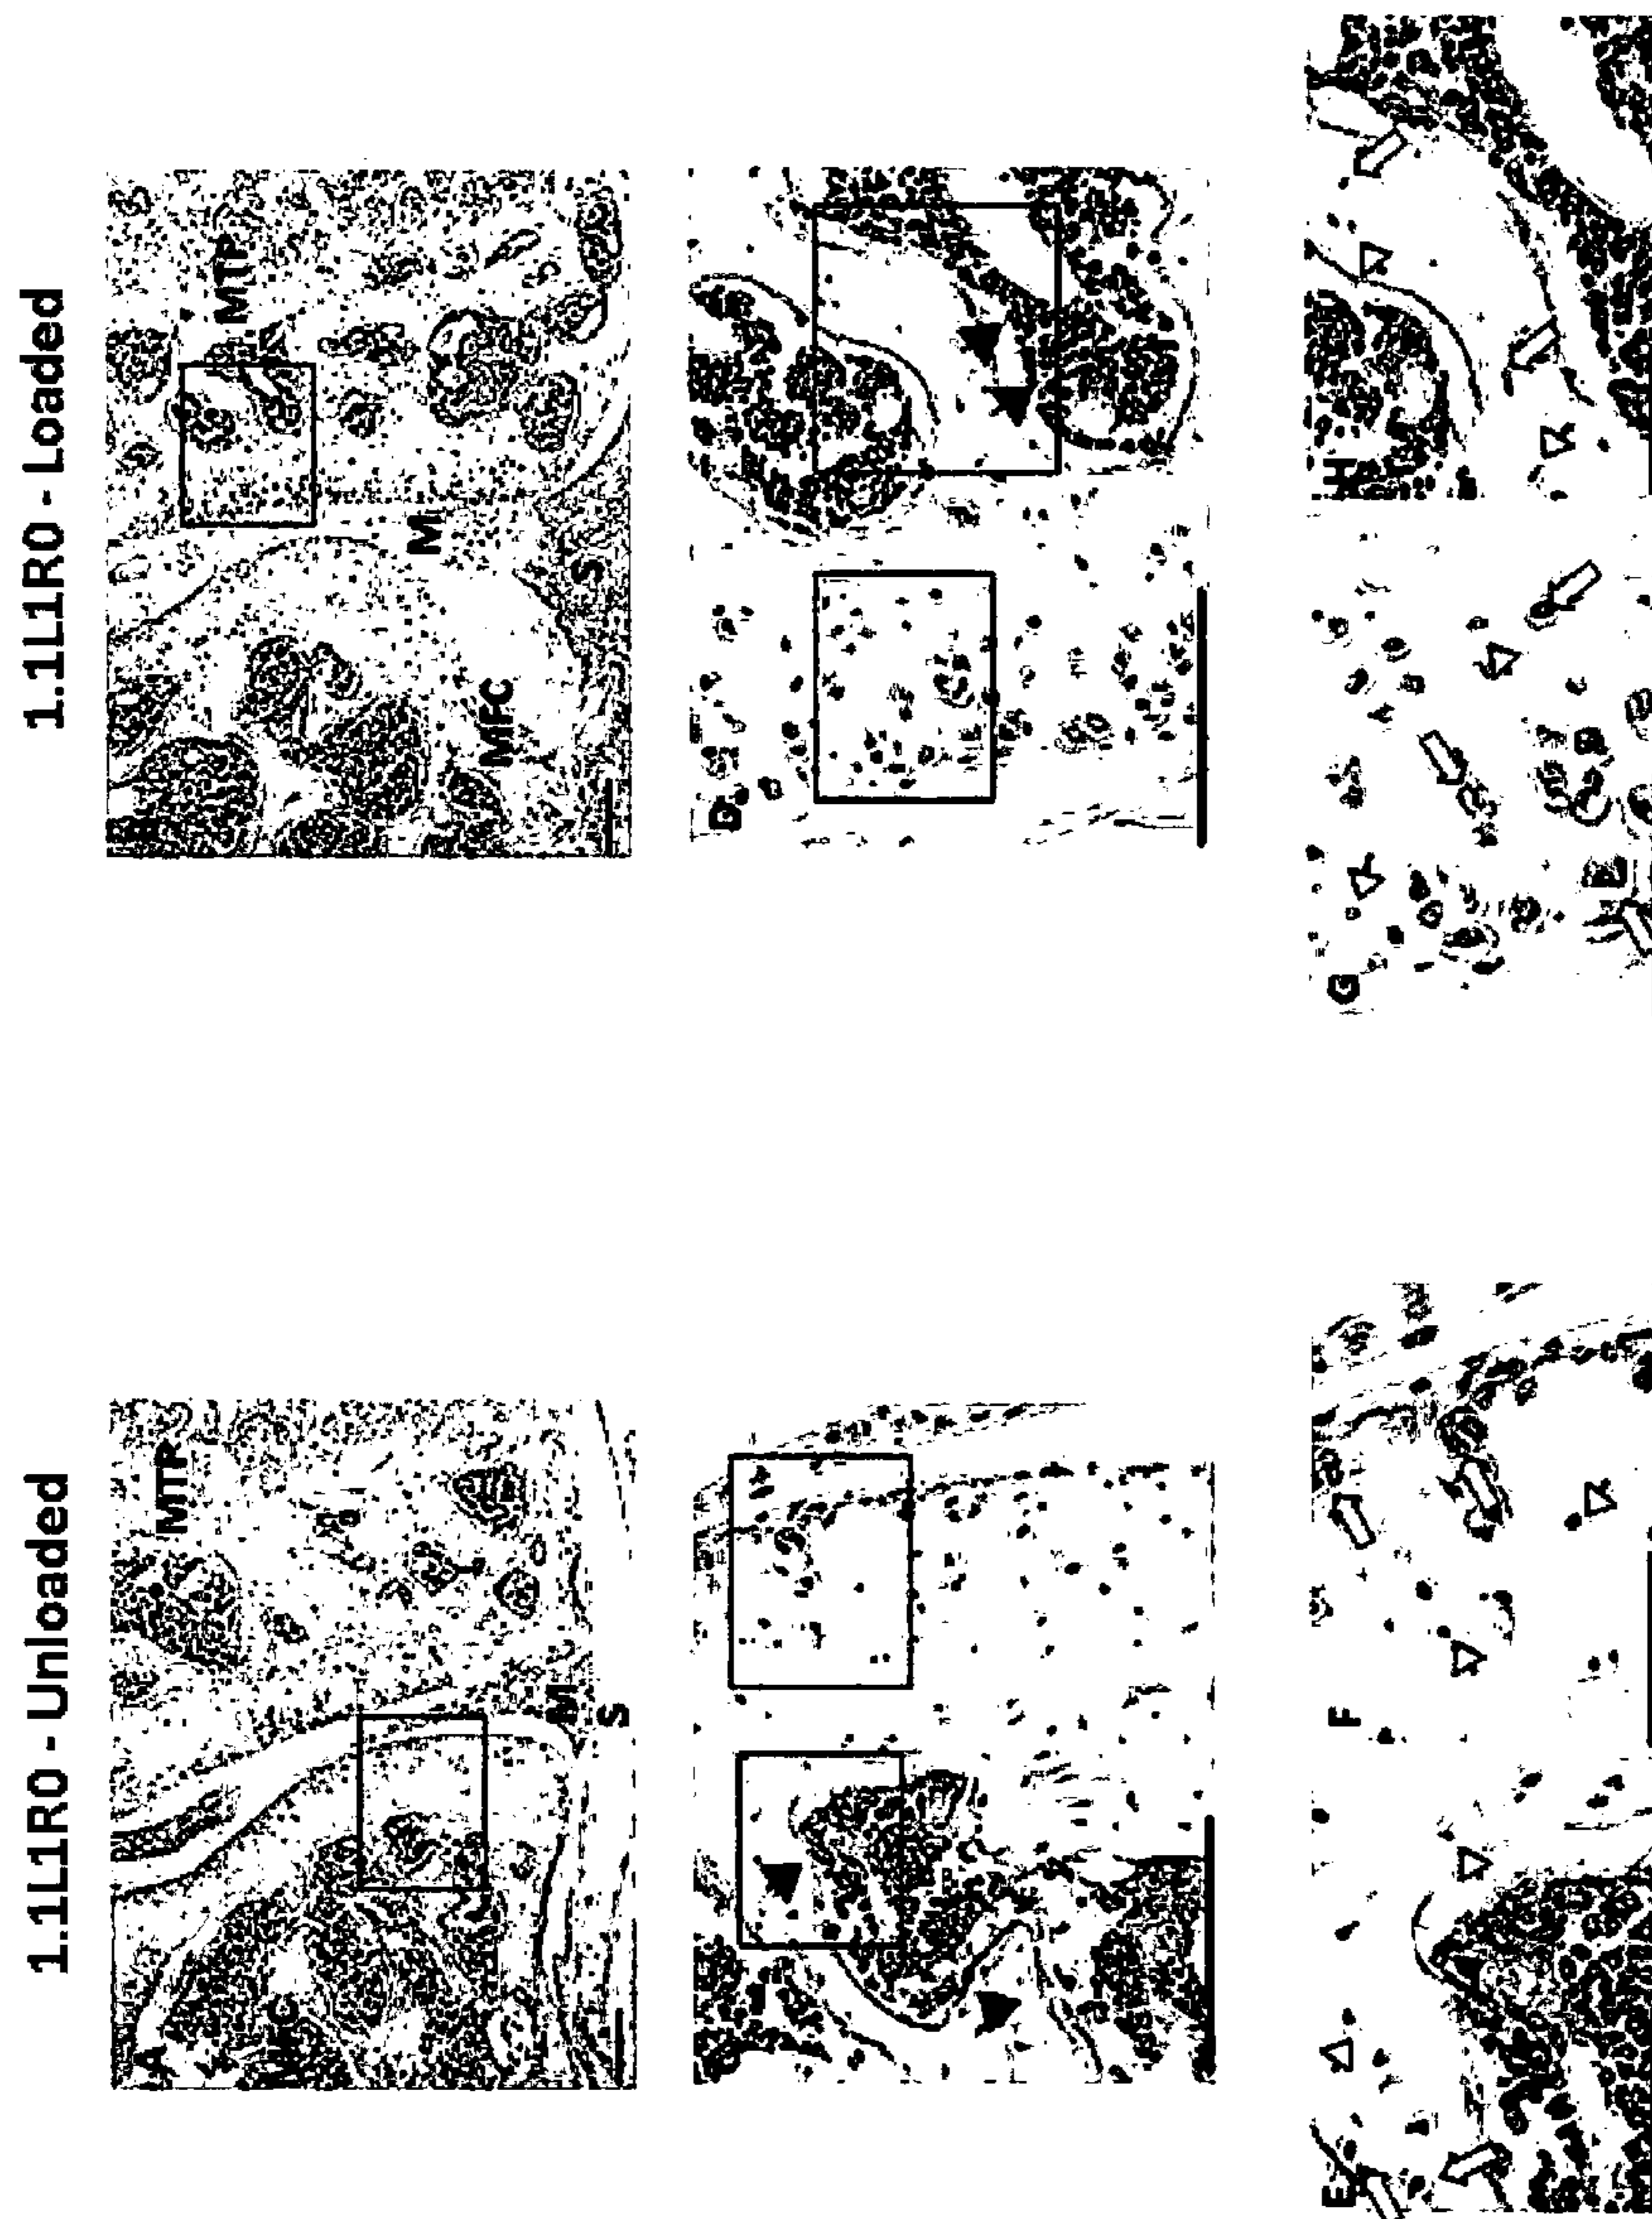 1.1L1R0 - Unloaded
1.1L1R0 - Loaded
A
MTP
M
S
MTP
M
MFC
S
D
E
F
G
H